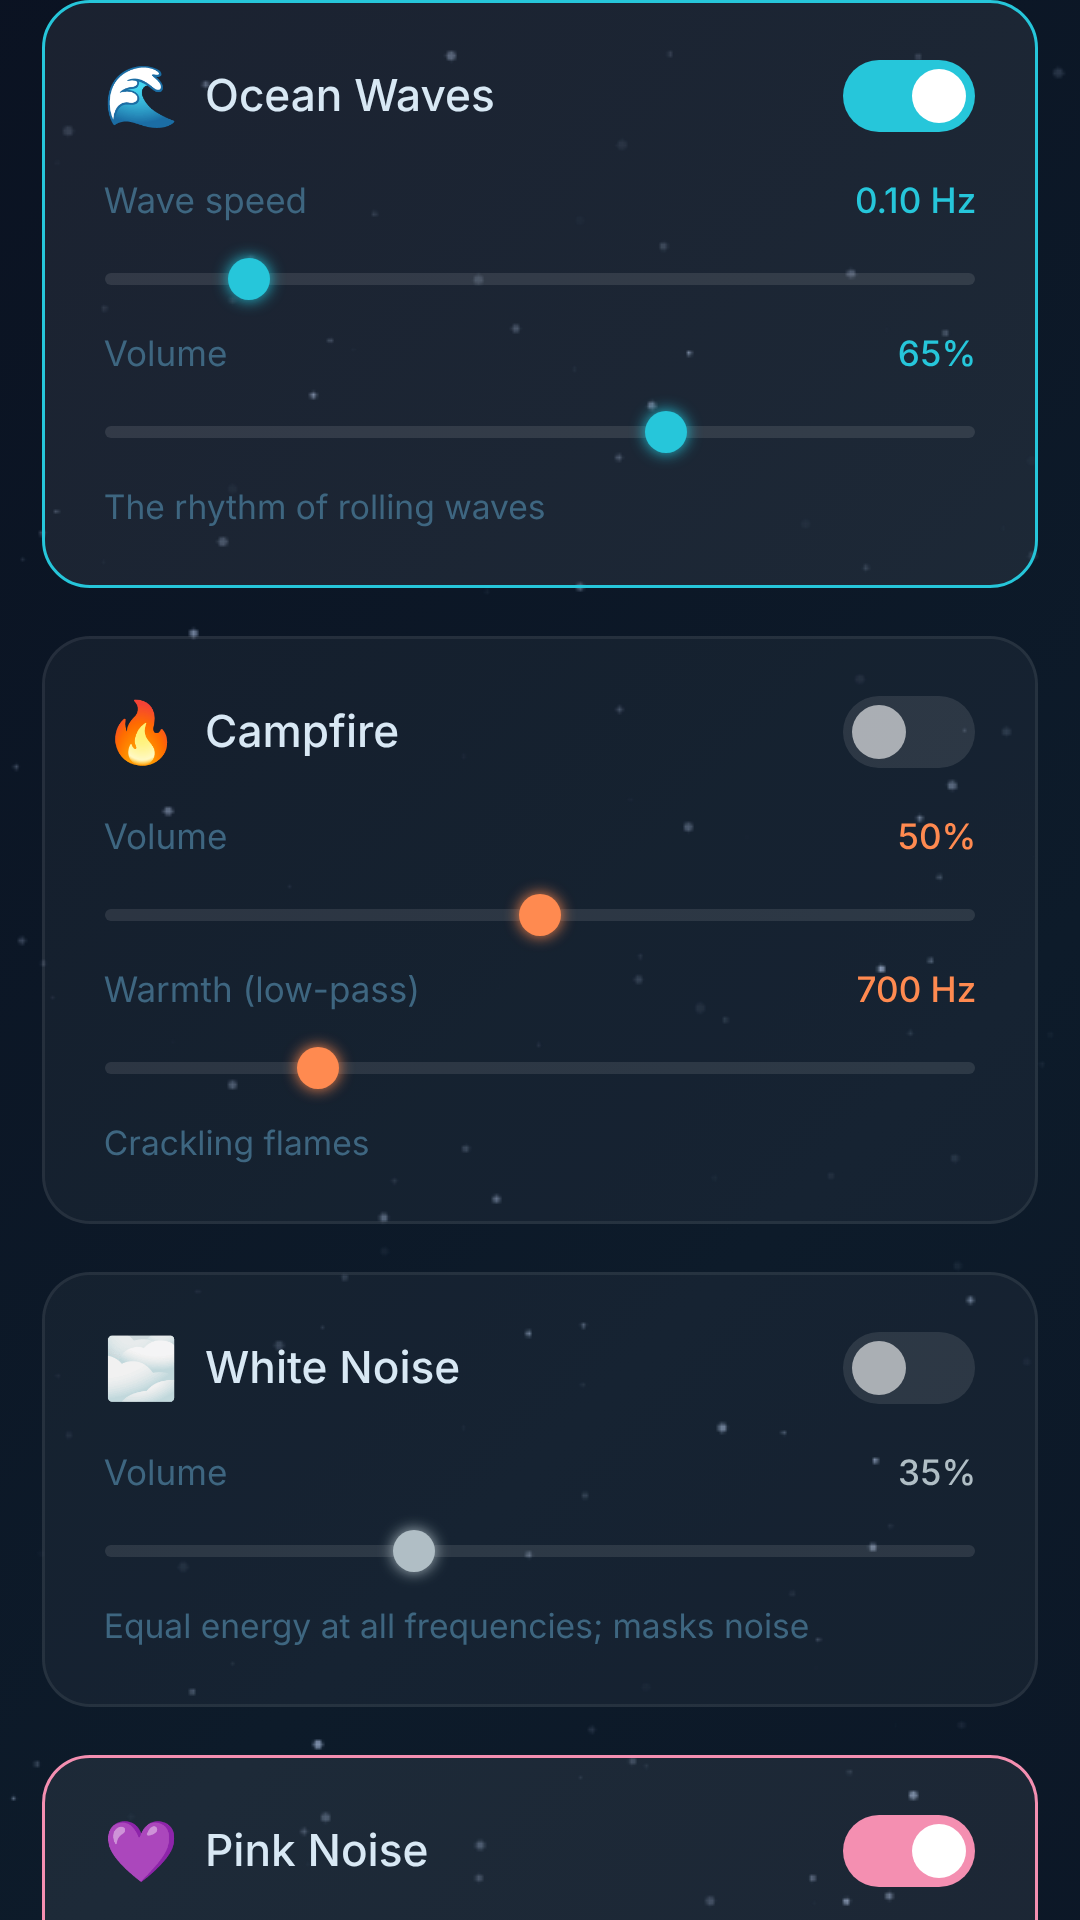 Ocean Waves
Wave speed 0.10 Hz
Volume 65%
The rhythm of rolling waves
Campfire
Volume 50%
Warmth (low-pass) 700 Hz
Crackling flames
White Noise
Volume 35%
Equal energy at all frequencies; masks noise
Pink Noise